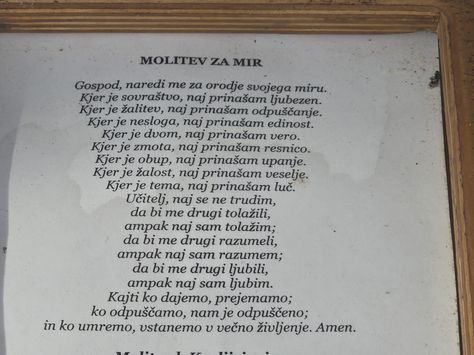 MOLITEV ZA MIR
Gospod, naredi me za orodje svojega miru.
Kjer je sovraštvo, naj prinašam ljubezen.
Kjer je žalitev, naj prinašam odpuščanje.
Kjer je nesloga, naj prinašam edinost.
Kjer je dvom, naj prinašam vero.
Kjer je zmota, naj prinašam resnico.
Kjer je obup, naj prinašam upanje.
Kjer je žalost, naj prinašam veselje.
Kjer je tema, naj prinašam luč.
Učitelj, naj se ne trudim,
da bi me drugi tolažili,
ampak naj sam tolažim;
da bi me drugi razumeli,
ampak naj sam razumem;
da bi me drugi ljubili,
ampak naj sam ljubim.
Kajti ko dajemo, prejemamo;
ko odpuščamo, nam je odpuščeno;
in ko umremo, vstanemo v večno življenje. Amen.